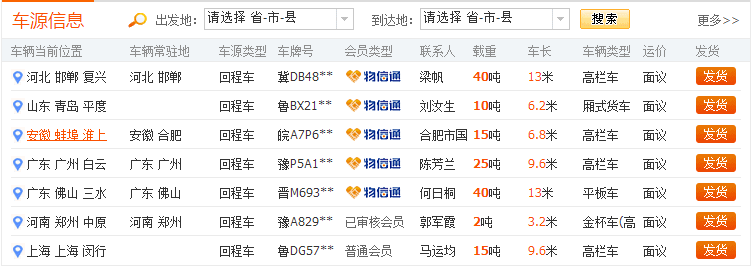 车源信息 出发地: 请选择 省-市-县 到达地: 请选择 省-市-县 搜索 更多>>
车辆当前位置 车辆常驻地 车源类型 车牌号 会员类型 联系人 载重 车长 车辆类型 运价 发货
河北 邯郸 复兴 河北 邯郸 回程车 冀DB48** 物信通 梁帆 40吨 13米 高栏车 面议 发货
山东 青岛 平度 回程车 鲁BX21** 物信通 刘汝生 10吨 6.2米 厢式货车 面议 发货
安徽 蚌埠 淮上 安徽 合肥 回程车 皖A7P6** 物信通 合肥市国 15吨 6.8米 高栏车 面议 发货
广东 广州 白云 广东 广州 回程车 豫P5A1** 物信通 陈芳兰 25吨 9.6米 高栏车 面议 发货
广东 佛山 三水 广东 佛山 回程车 晋M693** 物信通 何日桐 40吨 13米 平板车 面议 发货
河南 郑州 中原 河南 郑州 回程车 豫A829** 已审核会员 郭军霞 2吨 3.2米 金杯车(高 面议 发货
上海 上海 闵行 回程车 鲁DG57** 普通会员 马运均 15吨 9.6米 高栏车 面议 发货